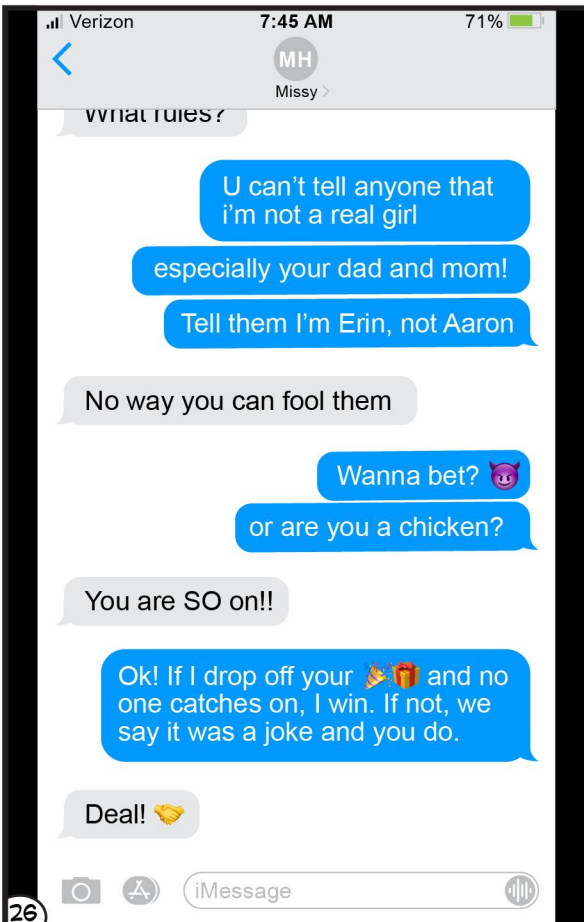 Verizon 7:45 AM 71%
MH
Missy
What rules?
U can’t tell anyone that
i’m not a real girl
especially your dad and mom!
Tell them I’m Erin, not Aaron
No way you can fool them
Wanna bet? 😈
or are you a chicken?
You are SO on!!
Ok! If I drop off your 🎉🎁 and no
one catches on, I win. If not, we
say it was a joke and you do.
Deal! 🤝
iMessage
26